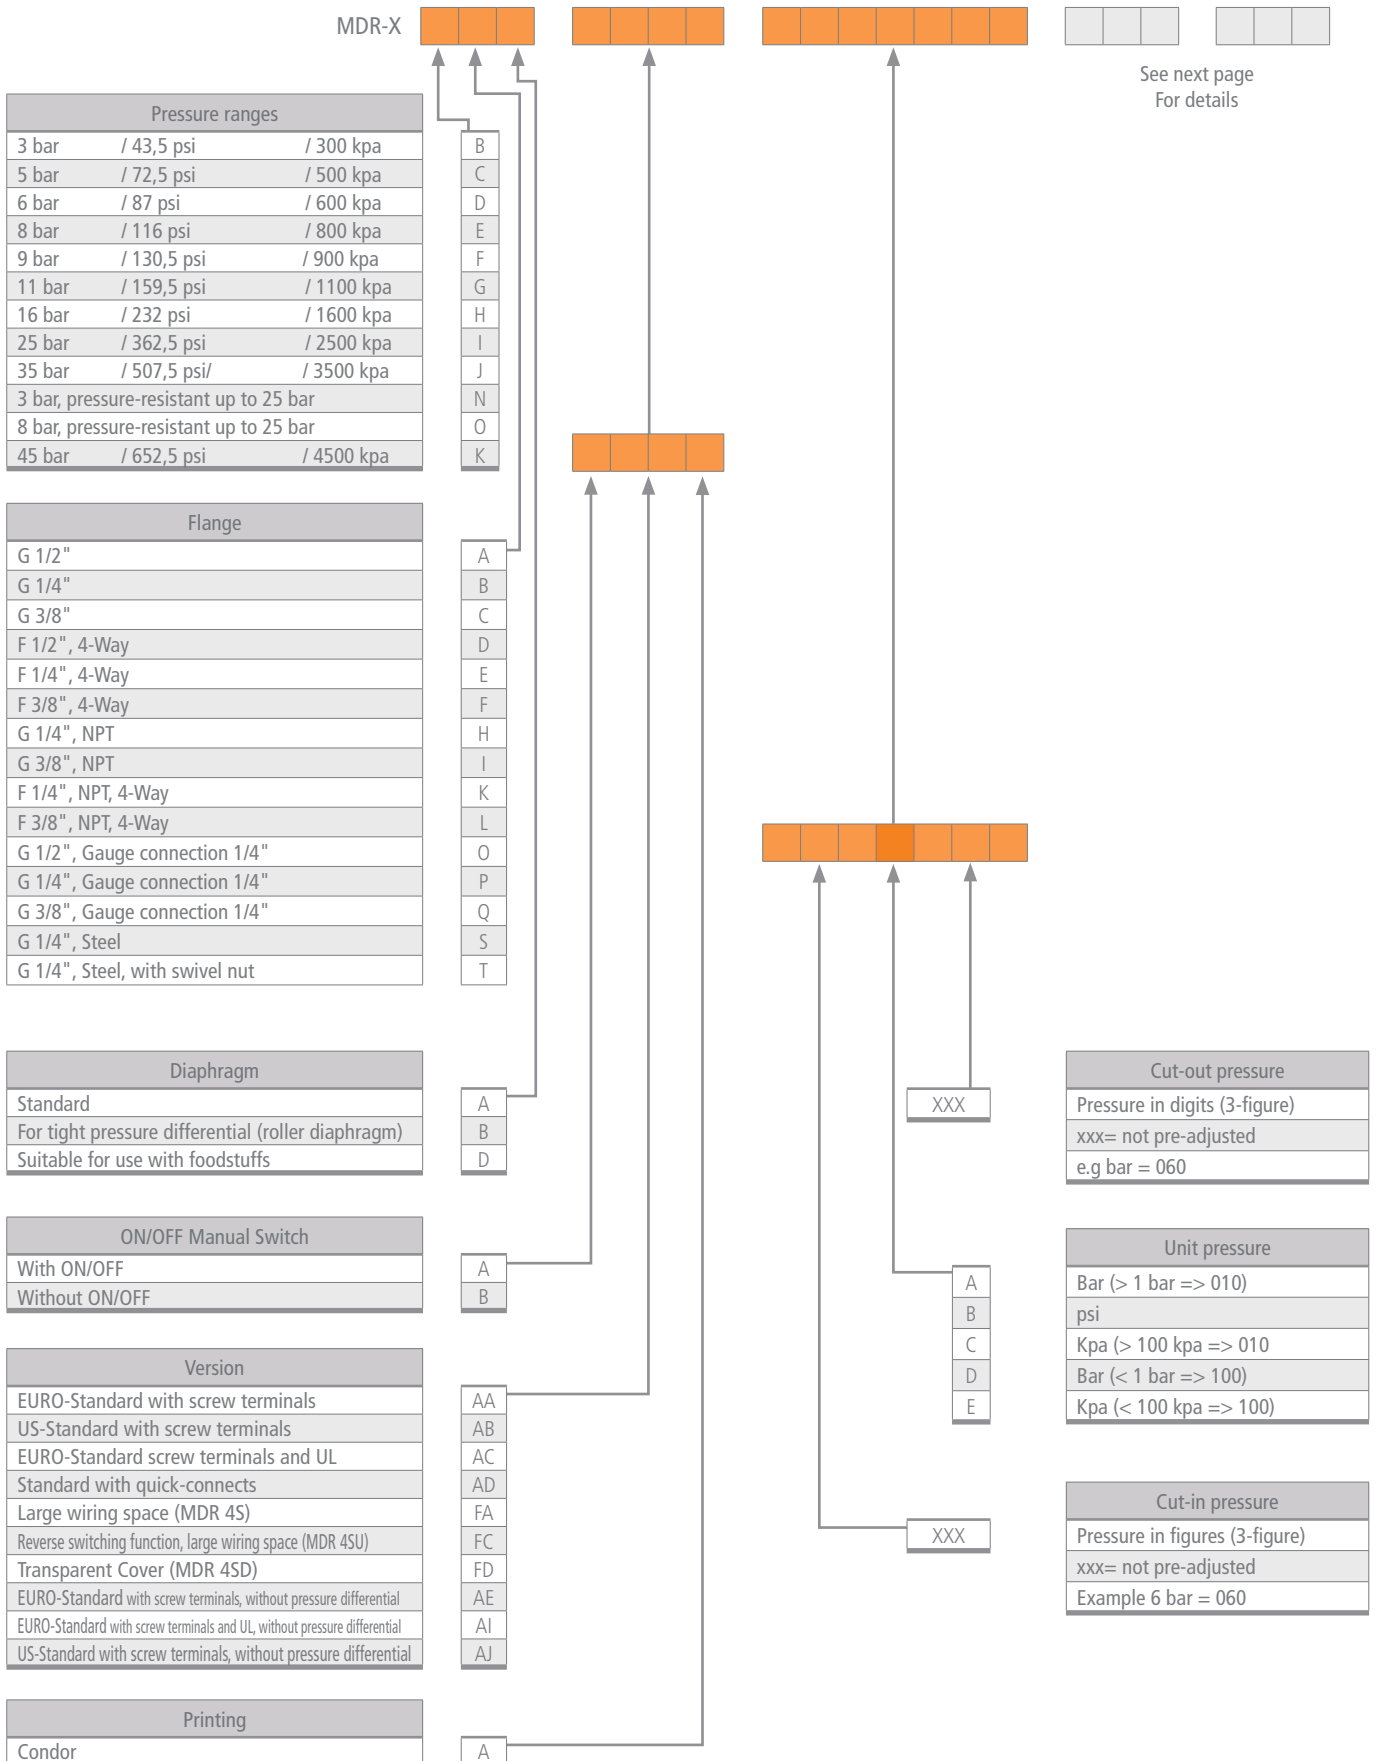 MDR-X
See next page
For details
Pressure ranges
3 bar / 43,5 psi / 300 kpa B
5 bar / 72,5 psi / 500 kpa C
6 bar / 87 psi / 600 kpa D
8 bar / 116 psi / 800 kpa E
9 bar / 130,5 psi / 900 kpa F
11 bar / 159,5 psi / 1100 kpa G
16 bar / 232 psi / 1600 kpa H
25 bar / 362,5 psi / 2500 kpa I
35 bar / 507,5 psi/ / 3500 kpa J
3 bar, pressure-resistant up to 25 bar N
8 bar, pressure-resistant up to 25 bar O
45 bar / 652,5 psi / 4500 kpa K
Flange
G 1/2" A
G 1/4" B
G 3/8" C
F 1/2", 4-Way D
F 1/4", 4-Way E
F 3/8", 4-Way F
G 1/4", NPT H
G 3/8", NPT I
F 1/4", NPT, 4-Way K
F 3/8", NPT, 4-Way L
G 1/2", Gauge connection 1/4" O
G 1/4", Gauge connection 1/4" P
G 3/8", Gauge connection 1/4" Q
G 1/4", Steel S
G 1/4", Steel, with swivel nut T
Diaphragm
Standard A
For tight pressure differential (roller diaphragm) B
Suitable for use with foodstuffs D
ON/OFF Manual Switch
With ON/OFF A
Without ON/OFF B
Version
EURO-Standard with screw terminals AA
US-Standard with screw terminals AB
EURO-Standard screw terminals and UL AC
Standard with quick-connects AD
Large wiring space (MDR 4S) FA
Reverse switching function, large wiring space (MDR 4SU) FC
Transparent Cover (MDR 4SD) FD
EURO-Standard with screw terminals, without pressure differential AE
EURO-Standard with screw terminals and UL, without pressure differential AI
US-Standard with screw terminals, without pressure differential AJ
Printing
Condor A
Cut-out pressure
XXX Pressure in digits (3-figure)
xxx= not pre-adjusted
e.g bar = 060
Unit pressure
A Bar (> 1 bar => 010)
B psi
C Kpa (> 100 kpa => 010
D Bar (< 1 bar => 100)
E Kpa (< 100 kpa => 100)
Cut-in pressure
XXX Pressure in figures (3-figure)
xxx= not pre-adjusted
Example 6 bar = 060